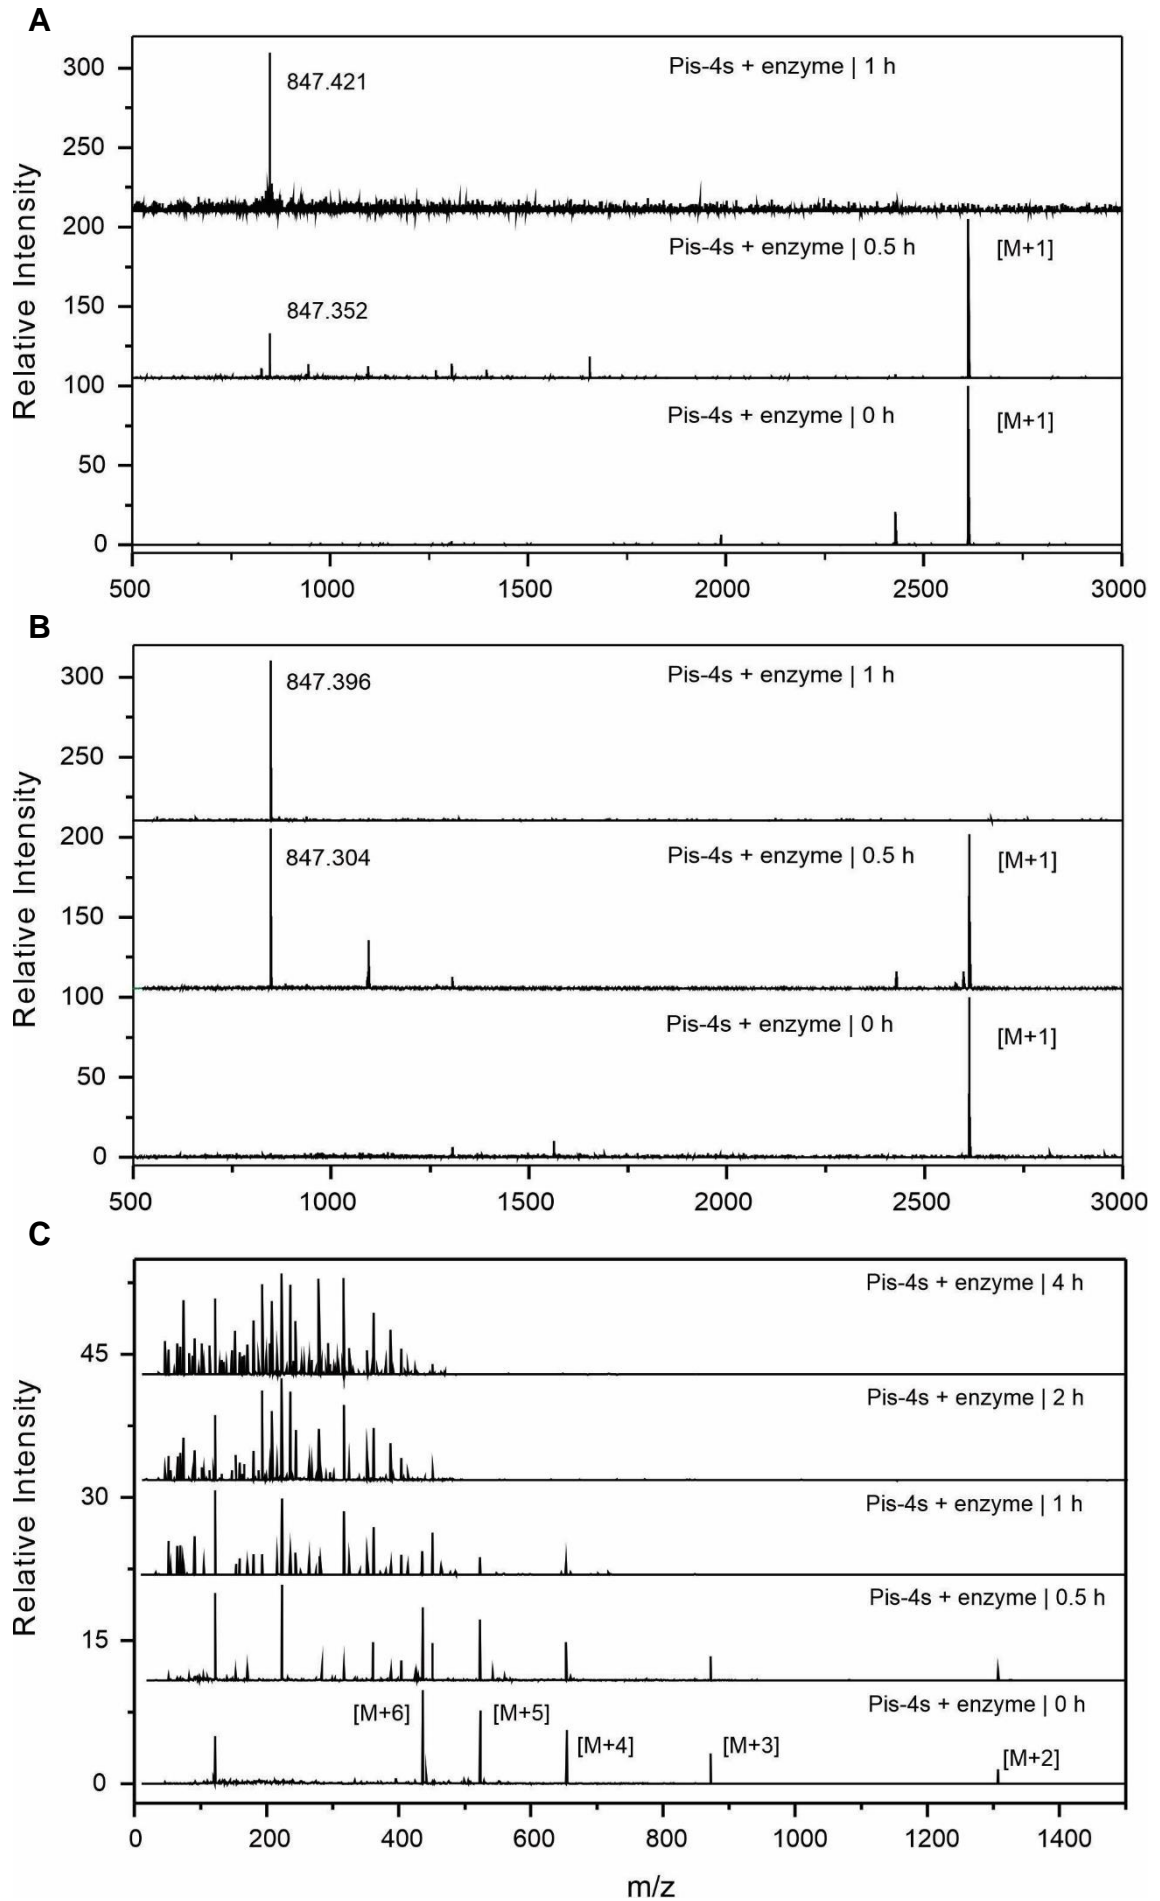 A
Relative Intensity
300
250
200
150
100
50
0
Pis-4s + enzyme | 1 h
847.421
Pis-4s + enzyme | 0.5 h
[M+1]
847.352
Pis-4s + enzyme | 0 h
[M+1]
500 1000 1500 2000 2500 3000
B
Relative Intensity
300
250
200
150
100
50
0
Pis-4s + enzyme | 1 h
847.396
Pis-4s + enzyme | 0.5 h
847.304
[M+1]
Pis-4s + enzyme | 0 h
[M+1]
500 1000 1500 2000 2500 3000
C
Relative Intensity
45
30
15
0
Pis-4s + enzyme | 4 h
Pis-4s + enzyme | 2 h
Pis-4s + enzyme | 1 h
Pis-4s + enzyme | 0.5 h
Pis-4s + enzyme | 0 h
[M+6] [M+5] [M+4] [M+3] [M+2]
0 200 400 600 800 1000 1200 1400
m/z